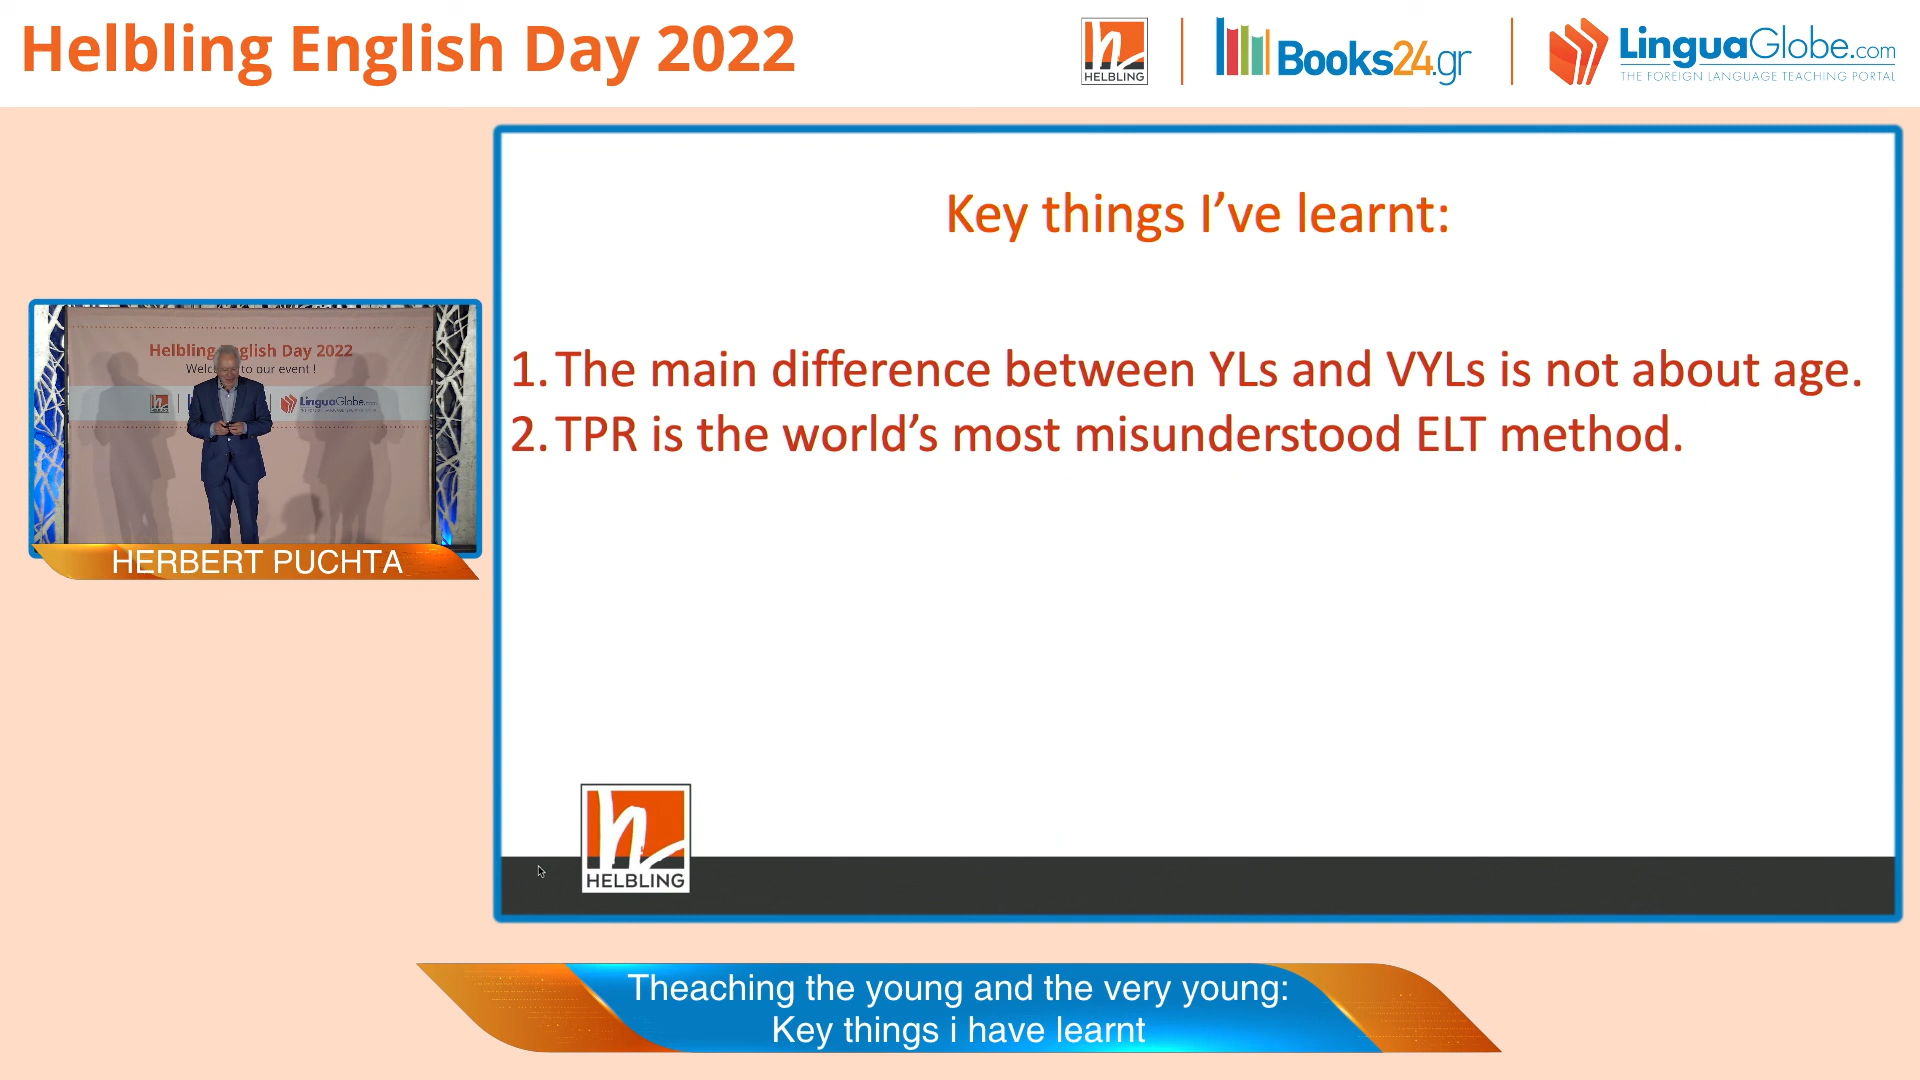 Helbling English Day 2022
HELBLING
Books24.gr
LinguaGlobe.com
THE FOREIGN LANGUAGE TEACHING PORTAL
Key things I've learnt:
1. The main difference between YLs and VYLs is not about age.
2. TPR is the world's most misunderstood ELT method.
Helbling English Day 2022
to our event !
LinguaGlobe.com
HERBERT PUCHTA
HELBLING
Theaching the young and the very young:
Key things i have learnt